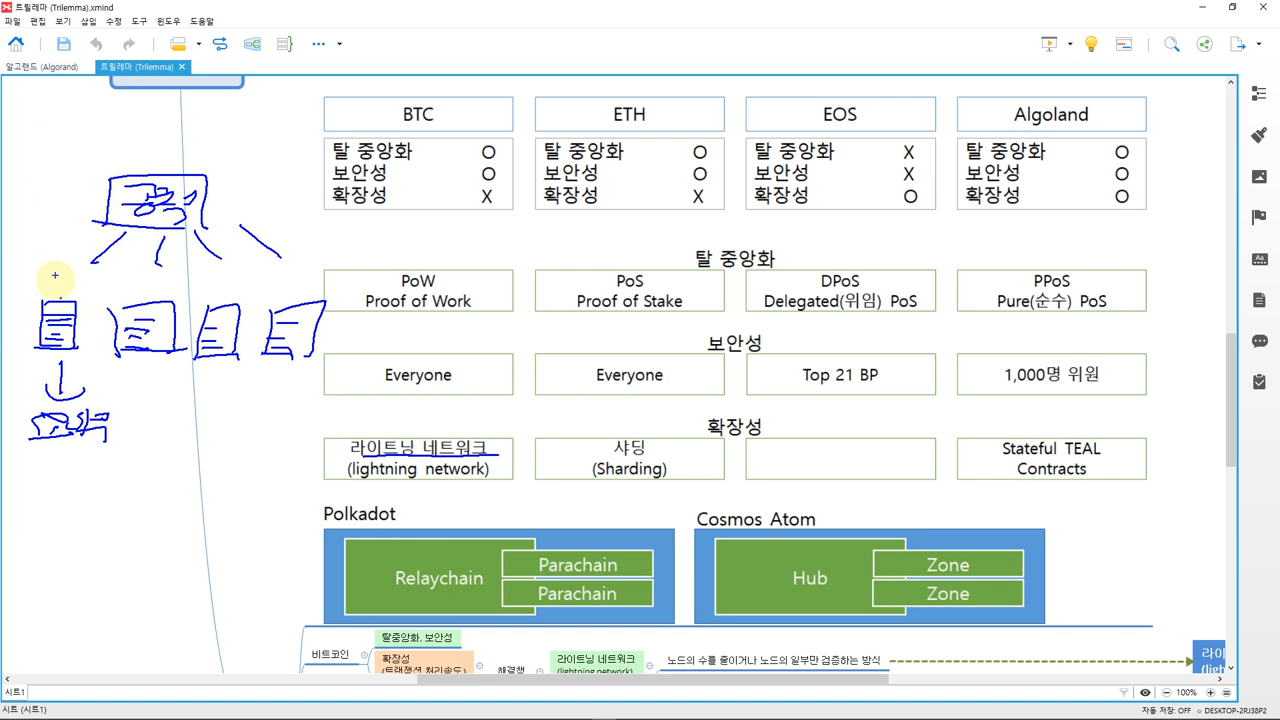 트릴레마 (Trilemma).xmind
파일 편집 보기 삽입 수정 도구 윈도우 도움말
알고랜드 (Algorand)
트릴레마 (Trilemma)
BTC
탈 중앙화 O
보안성 O
확장성 X
ETH
탈 중앙화 O
보안성 O
확장성 X
EOS
탈 중앙화 X
보안성 X
확장성 O
Algoland
탈 중앙화 O
보안성 O
확장성 O
탈 중앙화
PoW
Proof of Work
PoS
Proof of Stake
DPoS
Delegated(위임) PoS
PPoS
Pure(순수) PoS
보안성
Everyone
Everyone
Top 21 BP
1,000명 위원
확장성
라이트닝 네트워크
(lightning network)
샤딩
(Sharding)
Stateful TEAL
Contracts
Polkadot
Relaychain
Parachain
Parachain
Cosmos Atom
Hub
Zone
Zone
비트코인
탈중앙화, 보안성
확장성
(트랜잭션 처리속도)
해결책
라이트닝 네트워크
(lightning network)
노드의 수를 줄이거나 노드의 일부만 검증하는 방식
시트1
100%
시트 (시트1)
자동 저장: OFF
DESKTOP-2RJ38P2